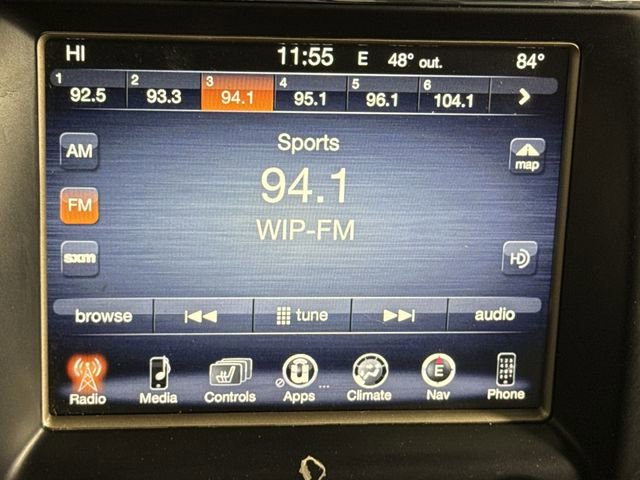 HI 11:55 E 48° out. 84°
1 92.5 2 93.3 3 94.1 4 95.1 5 96.1 6 104.1
AM
FM
sxm
Sports
94.1
WIP-FM
map
HD
browse tune audio
Radio Media Controls Apps ... Climate E Nav Phone